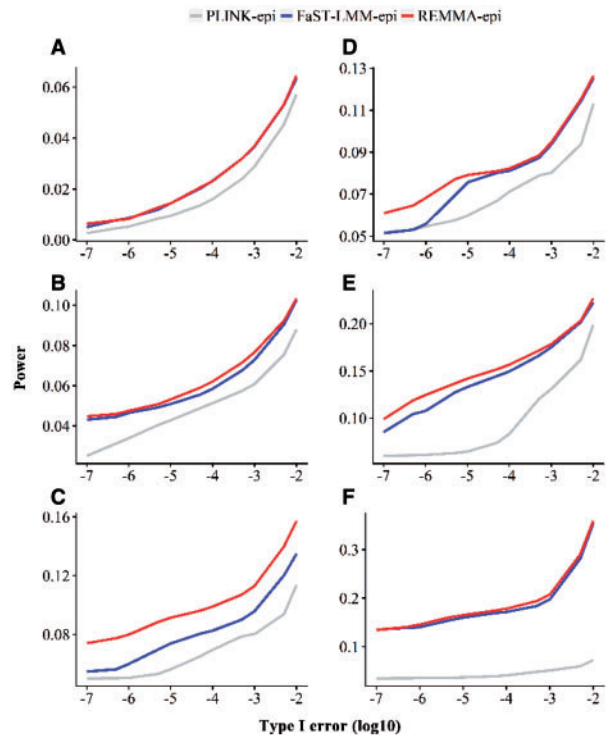 PLINK-epi FaST-LMM-epi REMMA-epi
A
0.06
0.04
0.02
0.00
-7 -6 -5 -4 -3 -2
D
0.13
0.11
0.09
0.07
0.05
-7 -6 -5 -4 -3 -2
B
0.10
0.08
0.06
0.04
-7 -6 -5 -4 -3 -2
E
0.20
0.15
0.10
-7 -6 -5 -4 -3 -2
C
0.16
0.12
0.08
-7 -6 -5 -4 -3 -2
F
0.3
0.2
0.1
-7 -6 -5 -4 -3 -2
Power
Type I error (log10)